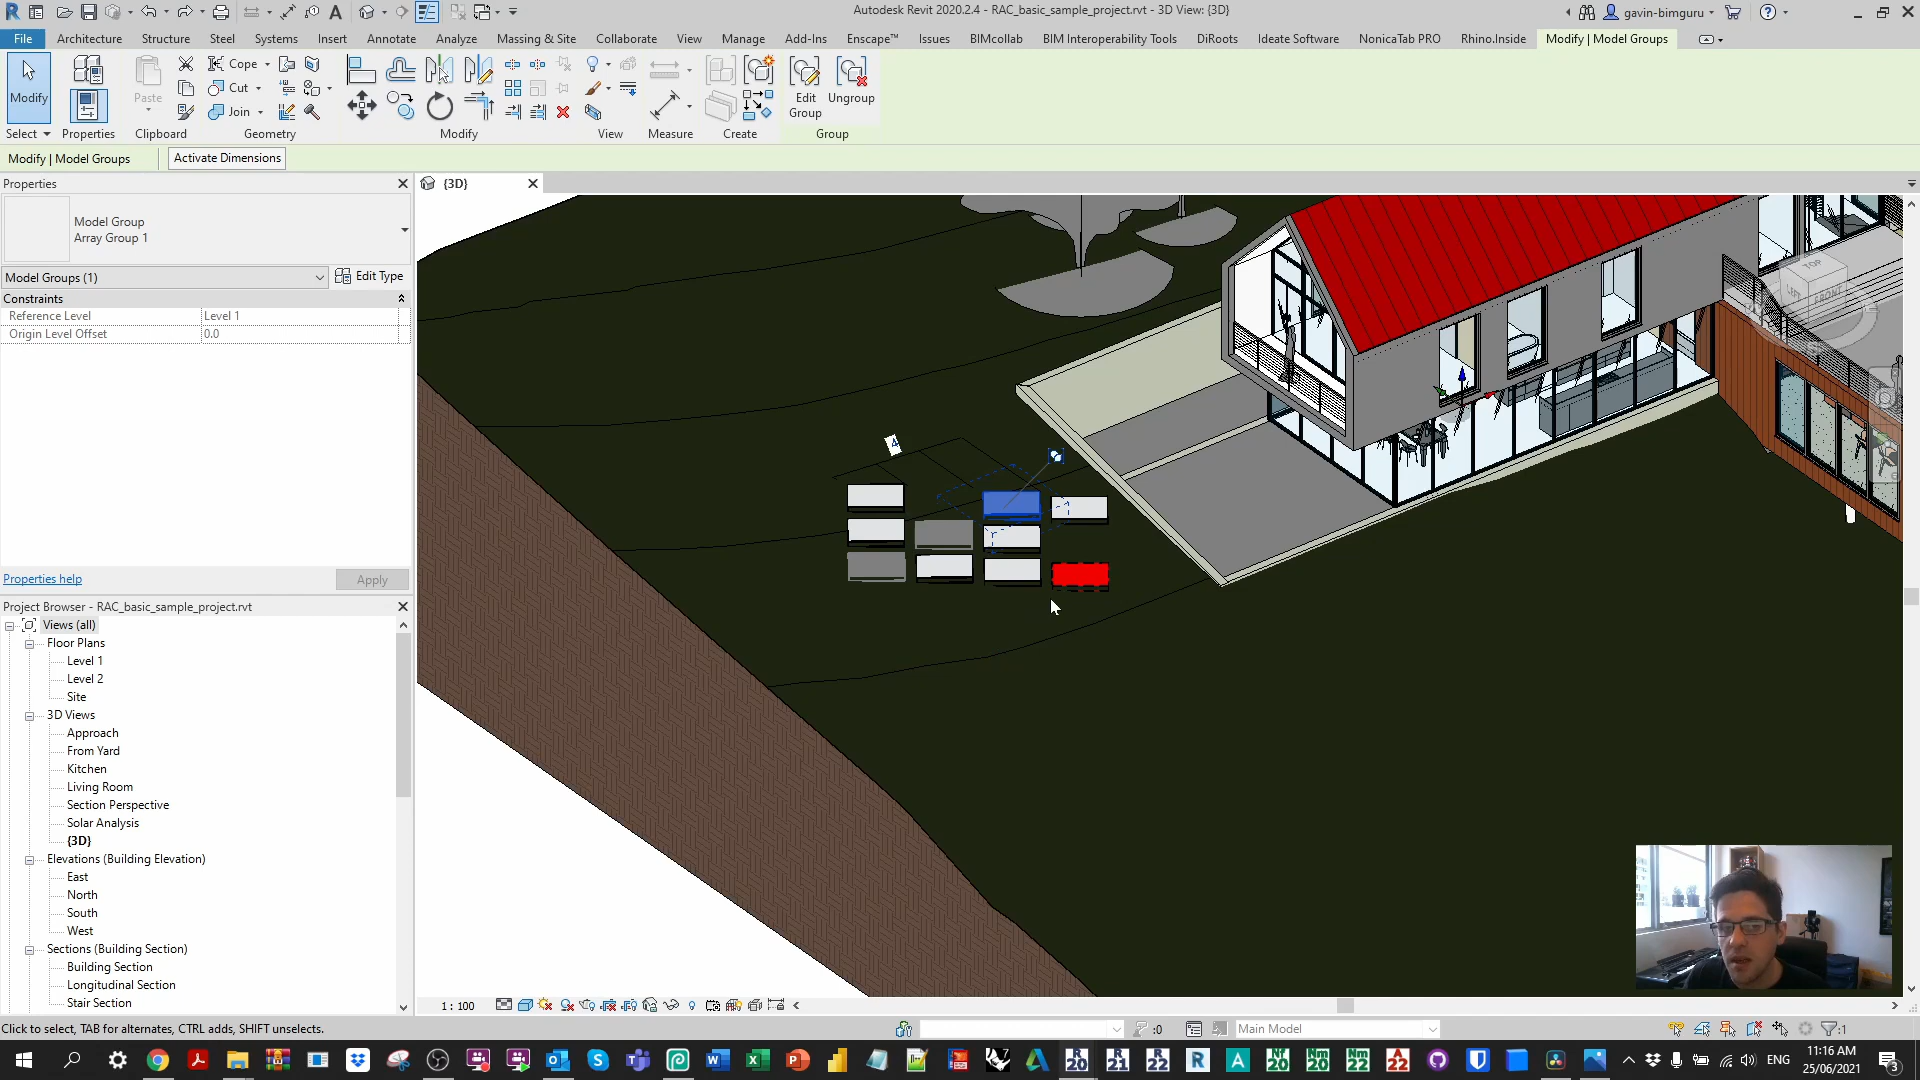 Autodesk Revit 2020.2.4 - RAC_basic_sample_project.rvt - 3D View: {3D}
gavin-bimguru
File
Architecture
Structure
Steel
Systems
Insert
Annotate
Analyze
Massing & Site
Collaborate
View
Manage
Add-Ins
Enscape™
Issues
BIMcollab
BIM Interoperability Tools
DiRoots
Ideate Software
NonicaTab PRO
Rhino.Inside
Modify | Model Groups
Modify
Paste
Cope
Cut
Join
Edit
Group
Ungroup
Select
Properties
Clipboard
Geometry
Modify
View
Measure
Create
Group
Modify | Model Groups
Activate Dimensions
Properties
{3D}
Model Group
Array Group 1
Model Groups (1)
Edit Type
Constraints
Reference Level
Level 1
Origin Level Offset
0.0
4
TOP
LEFT
FRONT
Properties help
Apply
Project Browser - RAC_basic_sample_project.rvt
Views (all)
Floor Plans
Level 1
Level 2
Site
3D Views
Approach
From Yard
Kitchen
Living Room
Section Perspective
Solar Analysis
{3D}
Elevations (Building Elevation)
East
North
South
West
Sections (Building Section)
Building Section
Longitudinal Section
Stair Section
1 : 100
Click to select, TAB for alternates, CTRL adds, SHIFT unselects.
:0
Main Model
:1
ENG
11:16 AM
25/06/2021
3